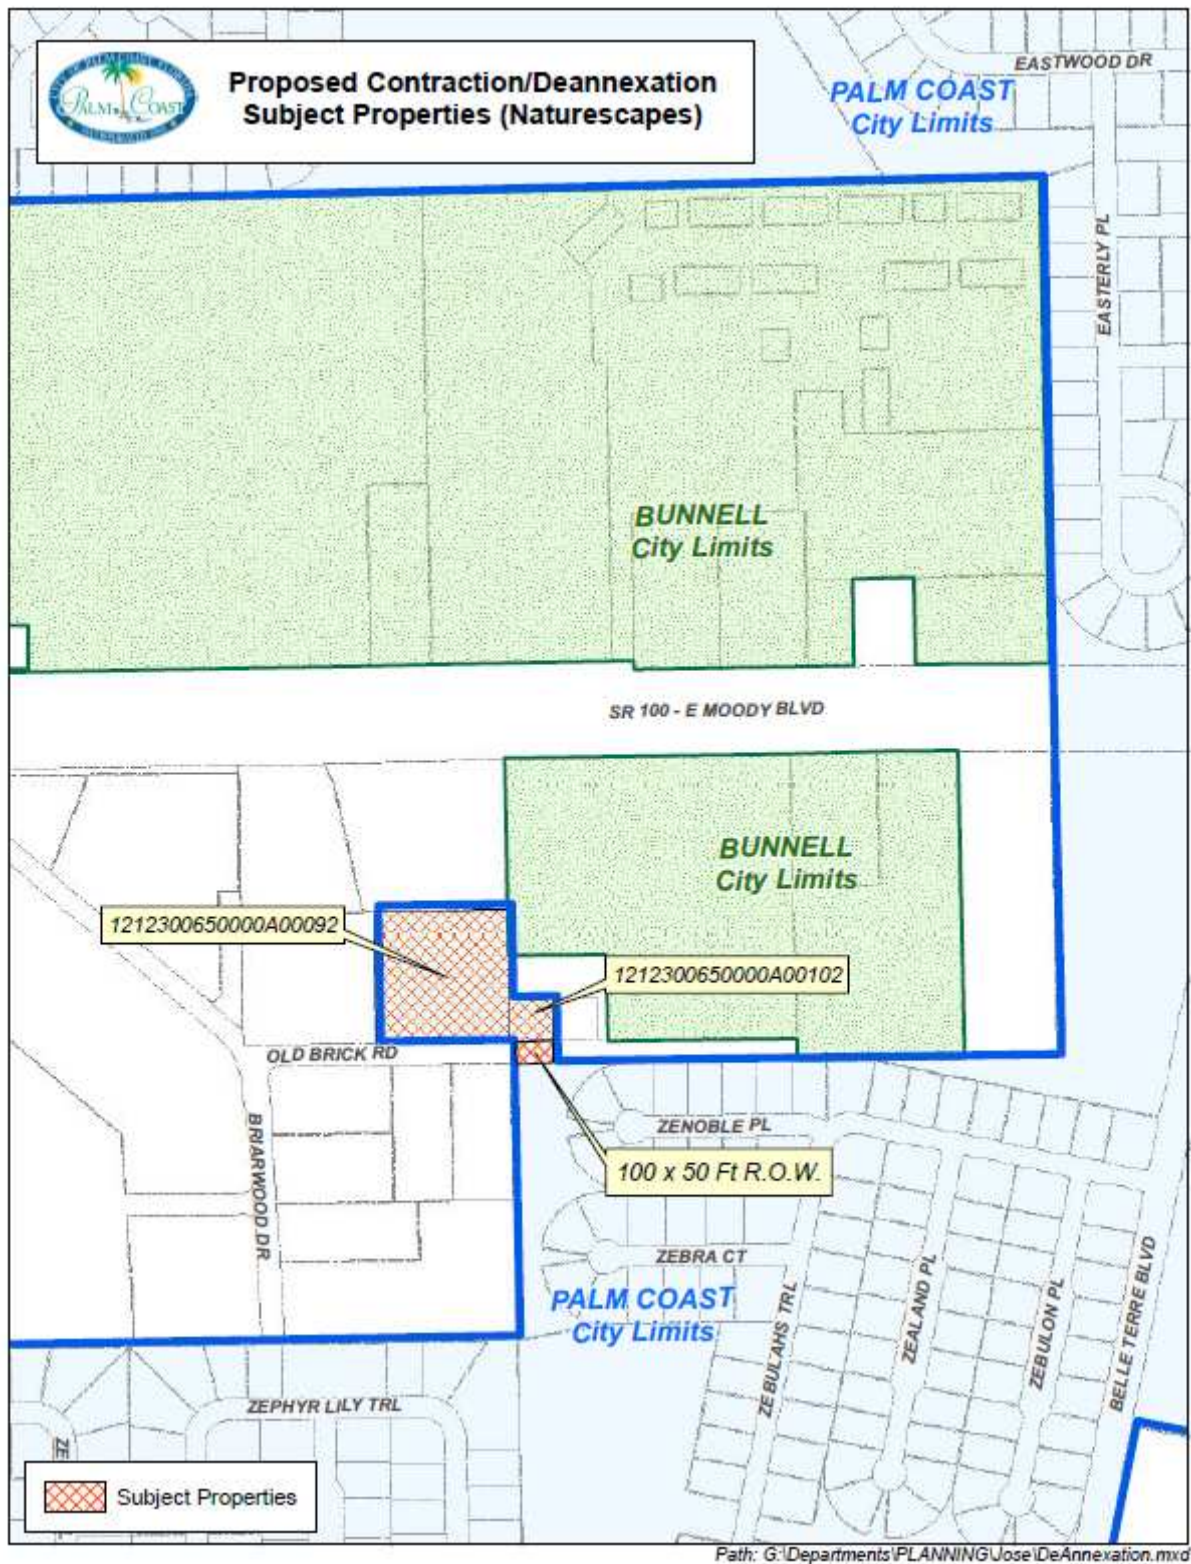 Proposed Contraction/Deannexation
Subject Properties (Naturescapes)
PALM COAST
EASTWOOD DR
PALM COAST
City Limits
EASTERLY PL
BUNNELL
City Limits
SR 100 - E MOODY BLVD
BUNNELL
City Limits
1212300650000A00092
1212300650000A00102
OLD BRICK RD
BRIARWOOD DR
ZENOBLE PL
100 x 50 Ft R.O.W.
ZEBRA CT
PALM COAST
City Limits
ZEBULAHS TRL
ZEALAND PL
ZEBULON PL
BELLE TERRE BLVD
ZEPHYR LILY TRL
ZE
Subject Properties
Path: G:\Departments\PLANNING\Jose\DeAnnexation.mxd